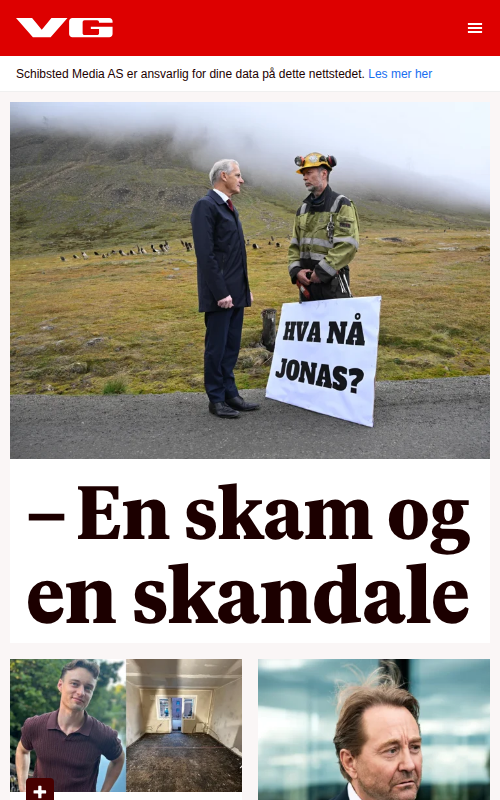 VG
Schibsted Media AS er ansvarlig for dine data på dette nettstedet. Les mer her
HVA NÅ
JONAS?
– En skam og
en skandale